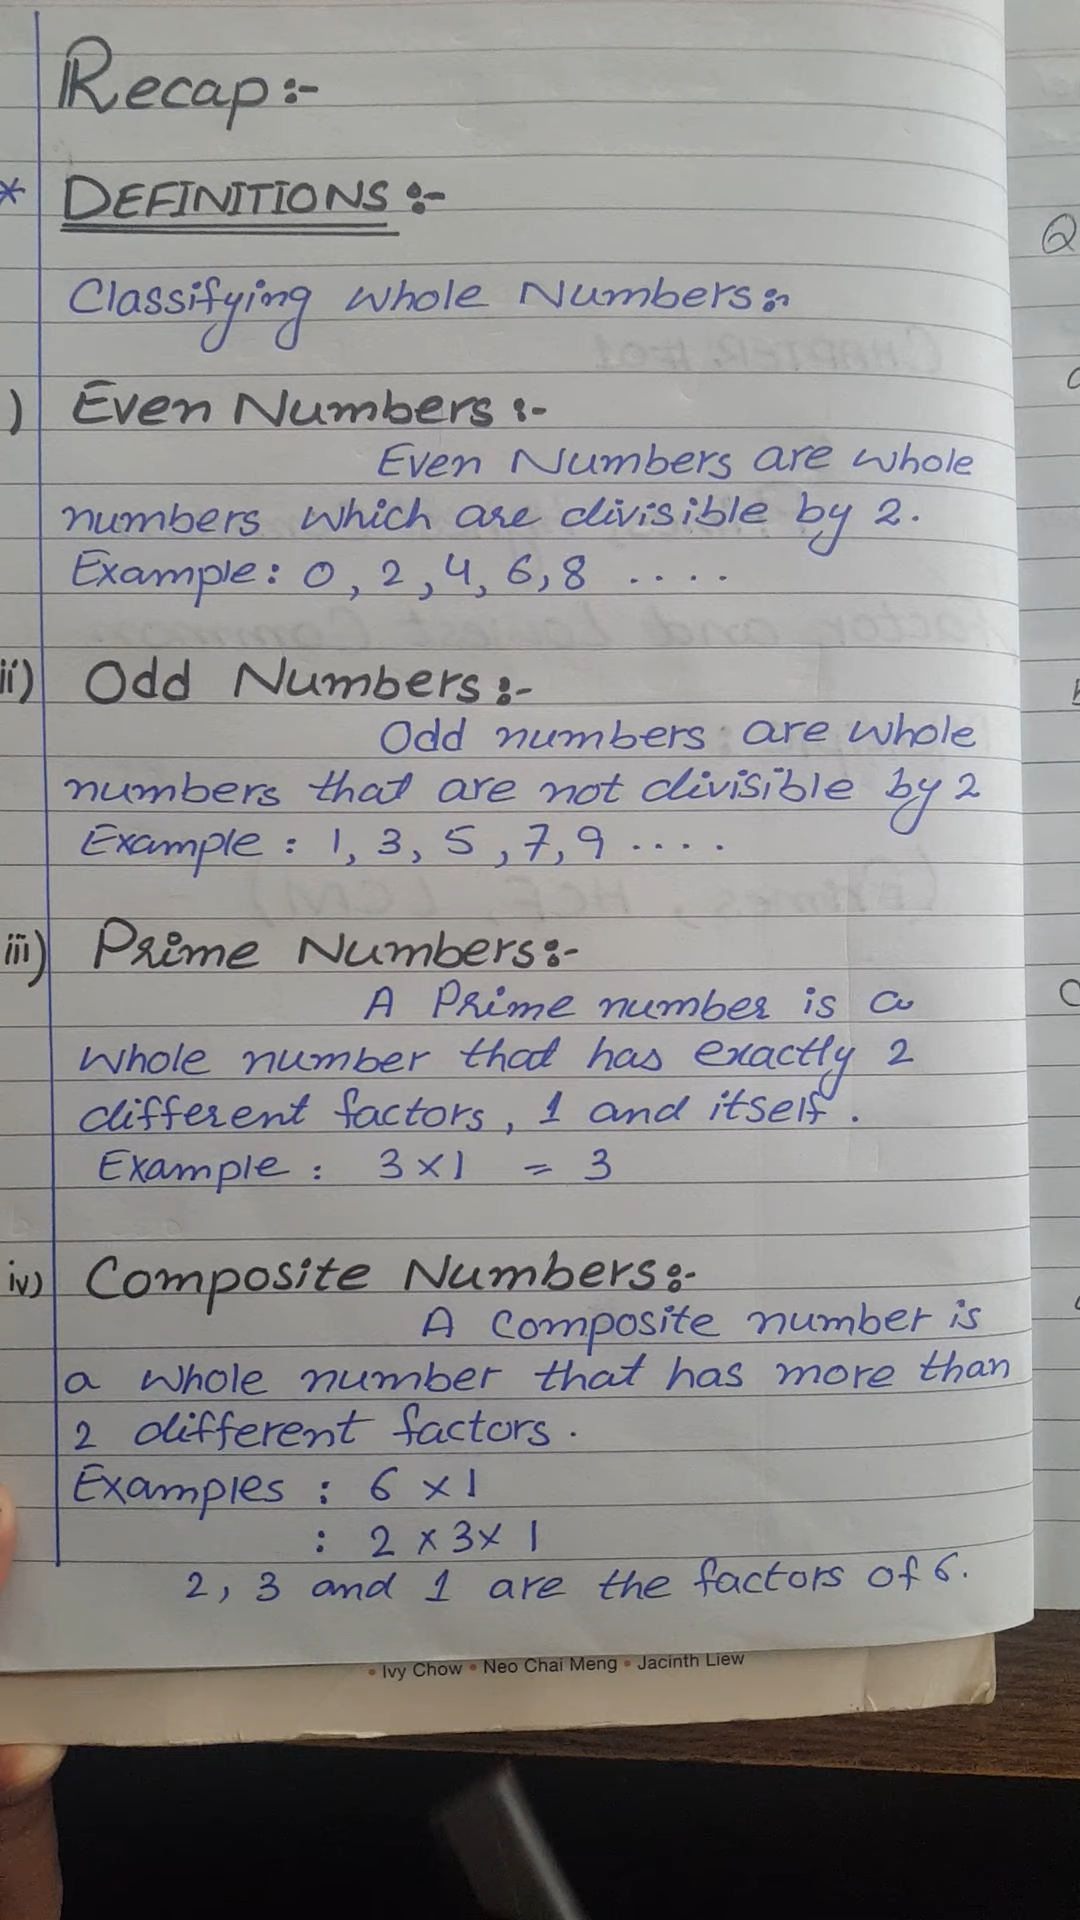 Recap:-
* DEFINITIONS :-
Classifying Whole Numbers:-
) Even Numbers :-
Even Numbers are whole
numbers which are divisible by 2.
Example: 0, 2, 4, 6, 8 ....
ii) Odd Numbers :-
Odd numbers are whole
numbers that are not divisible by 2
Example : 1, 3, 5, 7, 9 ....
iii) Prime Numbers:-
A Prime number is a
whole number that has exactly 2
different factors, 1 and itself.
Example : 3 × 1 = 3
iv) Composite Numbers:-
A Composite number is
a whole number that has more than
2 different factors.
Examples : 6 × 1
: 2 × 3 × 1
2, 3 and 1 are the factors of 6.
• Ivy Chow • Neo Chai Meng • Jacinth Liew
Q